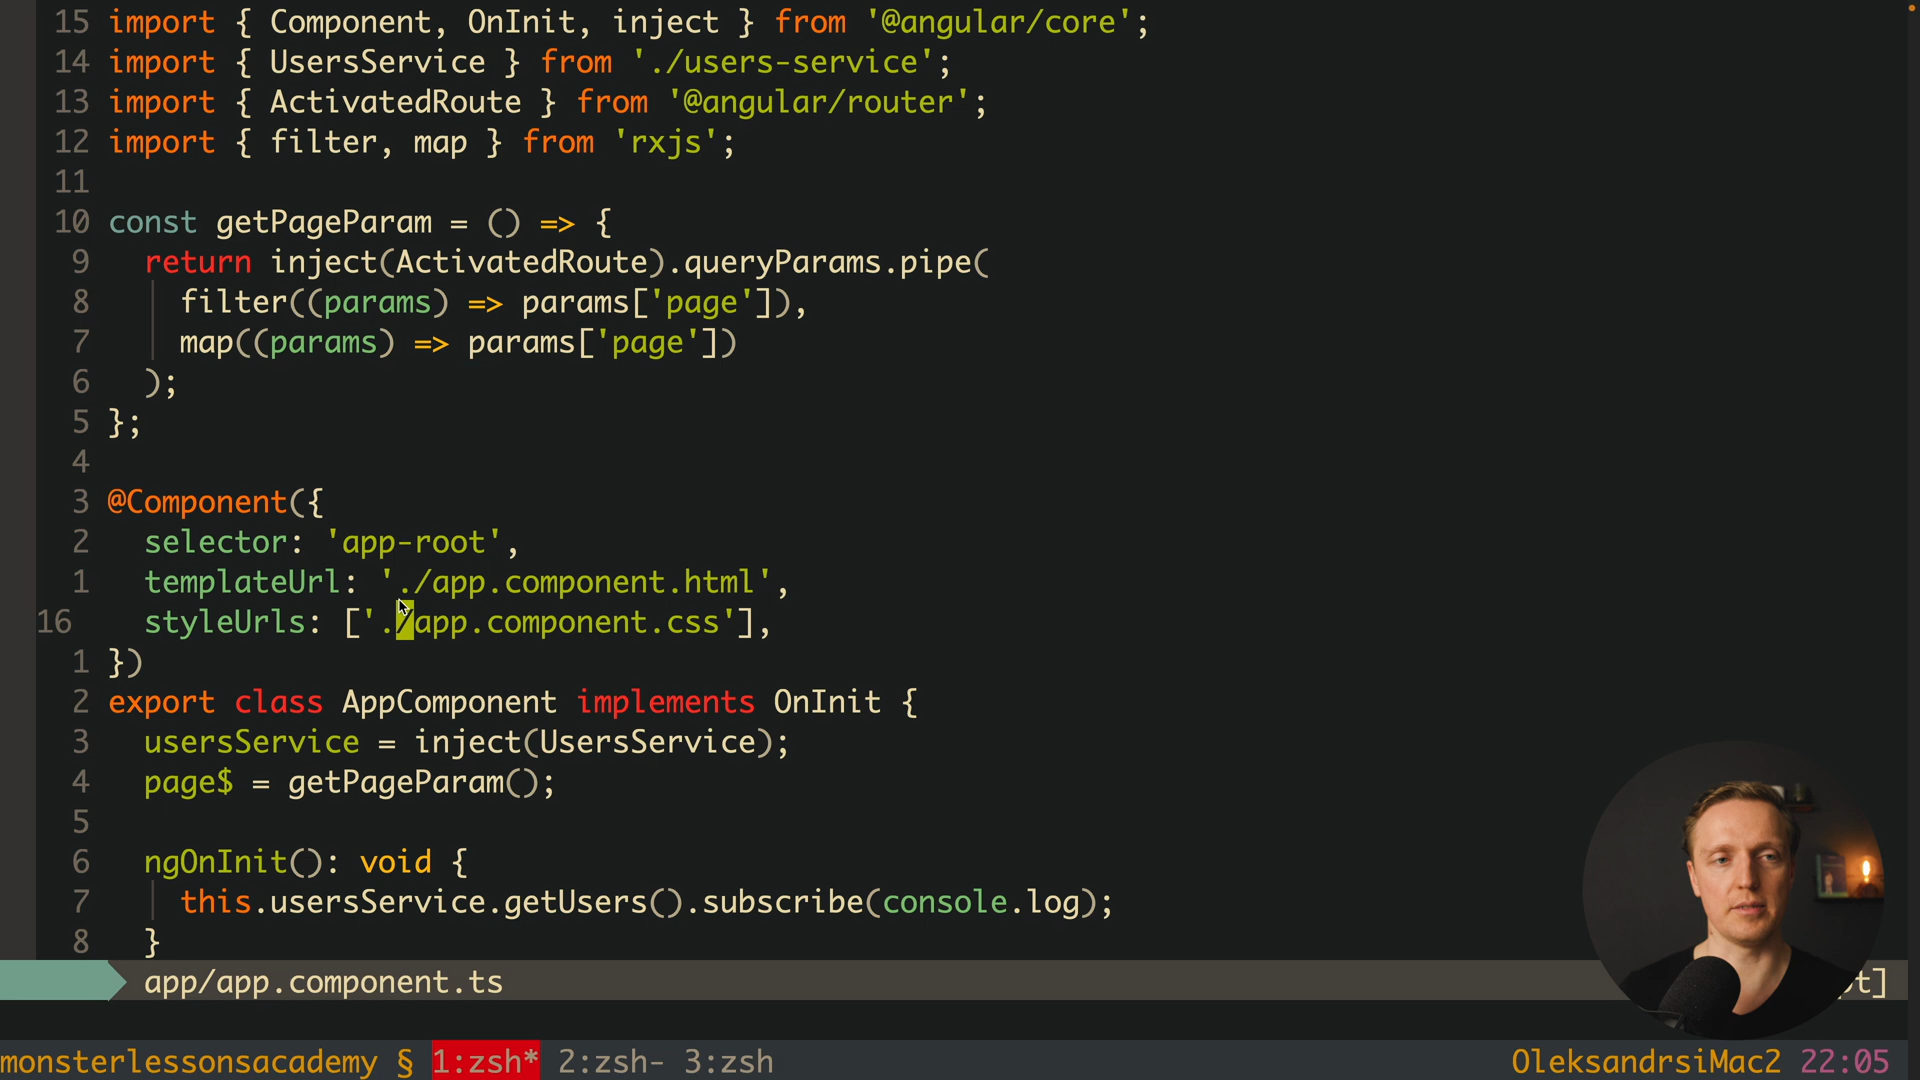 15 import { Component, OnInit, inject } from '@angular/core';
14 import { UsersService } from './users-service';
13 import { ActivatedRoute } from '@angular/router';
12 import { filter, map } from 'rxjs';
11
10 const getPageParam = () => {
9 return inject(ActivatedRoute).queryParams.pipe(
8 filter((params) => params['page']),
7 map((params) => params['page'])
6 );
5 };
4
3 @Component({
2 selector: 'app-root',
1 templateUrl: './app.component.html',
16 styleUrls: ['./app.component.css'],
1 })
2 export class AppComponent implements OnInit {
3 usersService = inject(UsersService);
4 page$ = getPageParam();
5
6 ngOnInit(): void {
7 this.usersService.getUsers().subscribe(console.log);
8 }
app/app.component.ts t]
monsterlessonsacademy § 1:zsh* 2:zsh- 3:zsh OleksandrsiMac2 22:05